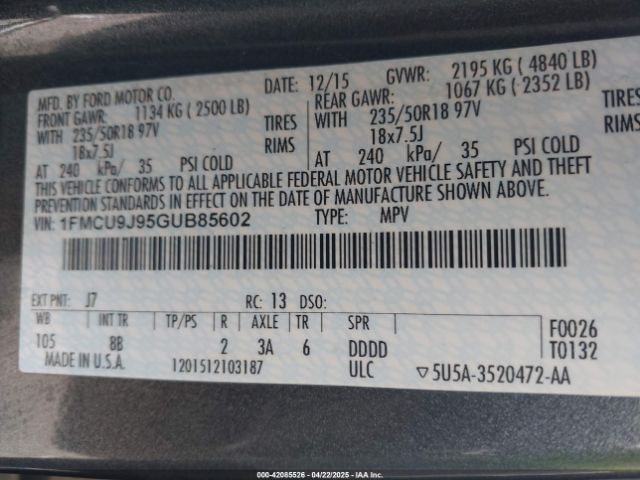 MFD. BY FORD MOTOR CO. DATE: 12/15 GVWR: 2195 KG ( 4840 LB)
FRONT GAWR: 1134 KG ( 2500 LB) REAR GAWR: 1067 KG ( 2352 LB)
WITH 235/50R18 97V TIRES WITH 235/50R18 97V TIRES
18x7.5J RIMS 18x7.5J RIMS
AT 240 kPa/ 35 PSI COLD AT 240 kPa/ 35 PSI COLD
THIS VEHICLE CONFORMS TO ALL APPLICABLE FEDERAL MOTOR VEHICLE SAFETY AND THEFT
PREVENTION STANDARDS IN EFFECT ON THE DATE OF MANUFACTURE SHOWN ABOVE.
VIN: 1FMCU9J95GUB85602 TYPE: MPV
EXT PNT: J7 RC: 13 DSO:
WB INT TR TP/PS R AXLE TR SPR F0026
105 8B 2 3A 6 DDDD T0132
MADE IN U.S.A. 1201512103187 ULC ▽5U5A-3520472-AA
000-42085526 - 04/22/2025 - IAA Inc.